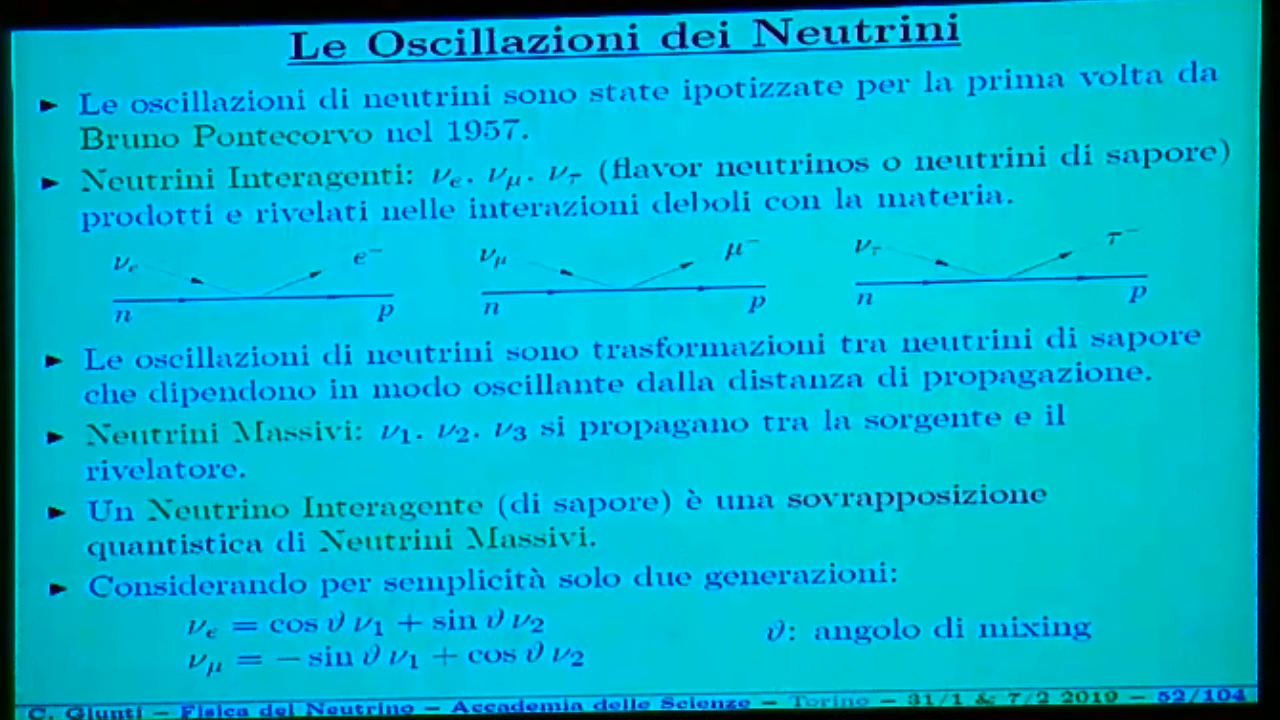 Le Oscillazioni dei Neutrini
► Le oscillazioni di neutrini sono state ipotizzate per la prima volta da
Bruno Pontecorvo nel 1957.
► Neutrini Interagenti: νe, νμ, ντ (flavor neutrinos o neutrini di sapore)
prodotti e rivelati nelle interazioni deboli con la materia.
νe e− νμ μ− ντ τ−
n p n p n p
► Le oscillazioni di neutrini sono trasformazioni tra neutrini di sapore
che dipendono in modo oscillante dalla distanza di propagazione.
► Neutrini Massivi: ν1, ν2, ν3 si propagano tra la sorgente e il
rivelatore.
► Un Neutrino Interagente (di sapore) è una sovrapposizione
quantistica di Neutrini Massivi.
► Considerando per semplicità solo due generazioni:
νe = cos ϑ ν1 + sin ϑ ν2
ϑ: angolo di mixing
νμ = − sin ϑ ν1 + cos ϑ ν2
C. Giunti − Fisica del Neutrino − Accademia delle Scienze − Torino − 31/1 & 7/2 2019 − 52/104